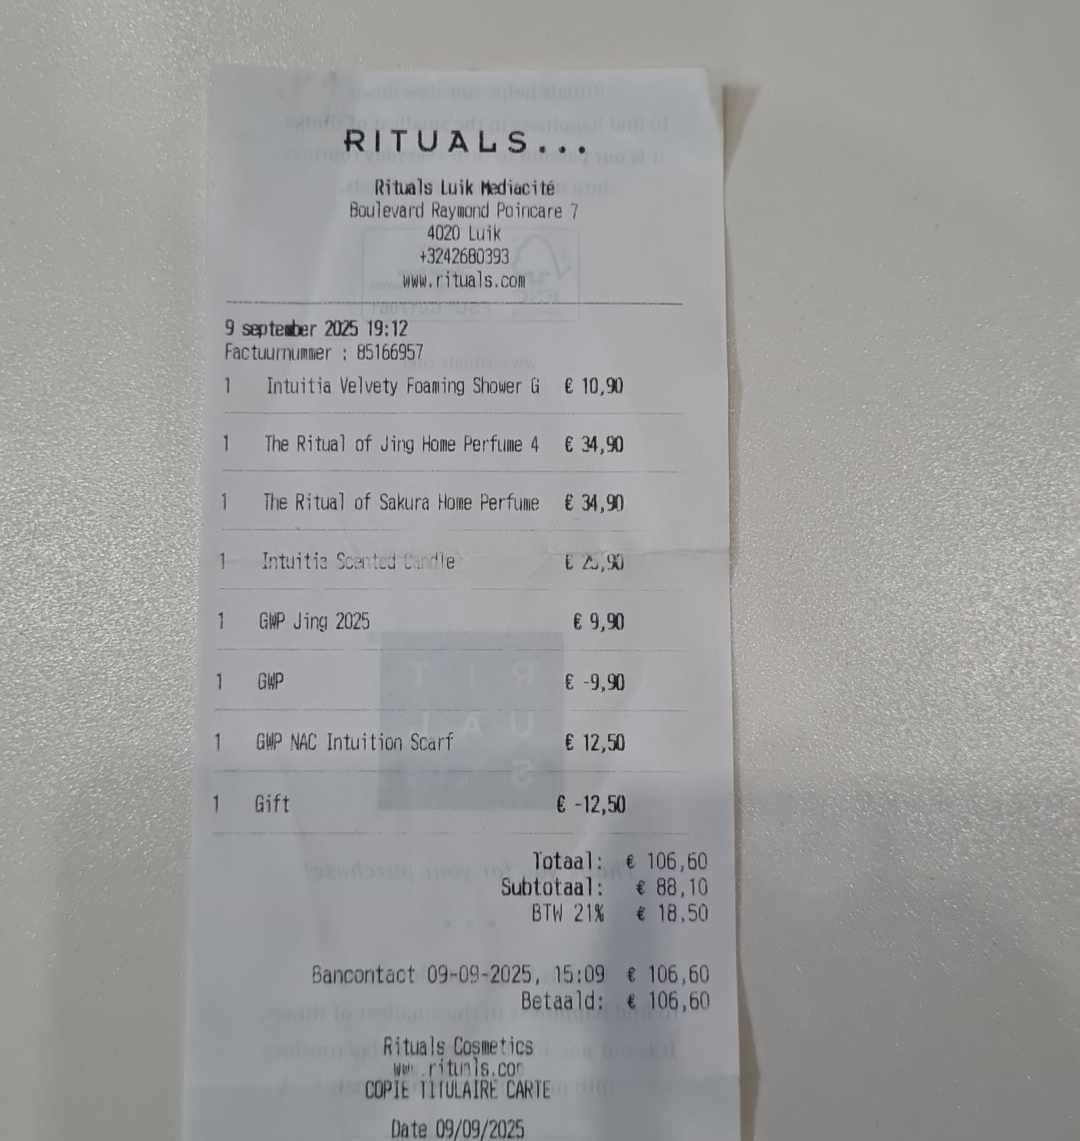 RITUALS...
Rituals Luik Mediacité
Boulevard Raymond Poincare 7
4020 Luik
+3242680393
www.rituals.com
9 september 2025 19:12
Factuurnummer : 85166957
1 Intuitia Velvety Foaming Shower G € 10,90
1 The Ritual of Jing Home Perfume 4 € 34,90
1 The Ritual of Sakura Home Perfume € 34,90
1 Intuitia Scented Candle € 25,90
1 GWP Jing 2025 € 9,90
1 GWP € -9,90
1 GWP NAC Intuition Scarf € 12,50
1 Gift € -12,50
Totaal: € 106,60
Subtotaal: € 88,10
BTW 21% € 18.50
Bancontact 09-09-2025, 15:09 € 106,60
Betaald: € 106,60
Rituals Cosmetics
www.rituals.com
COPIE TITULAIRE CARTE
Date 09/09/2025